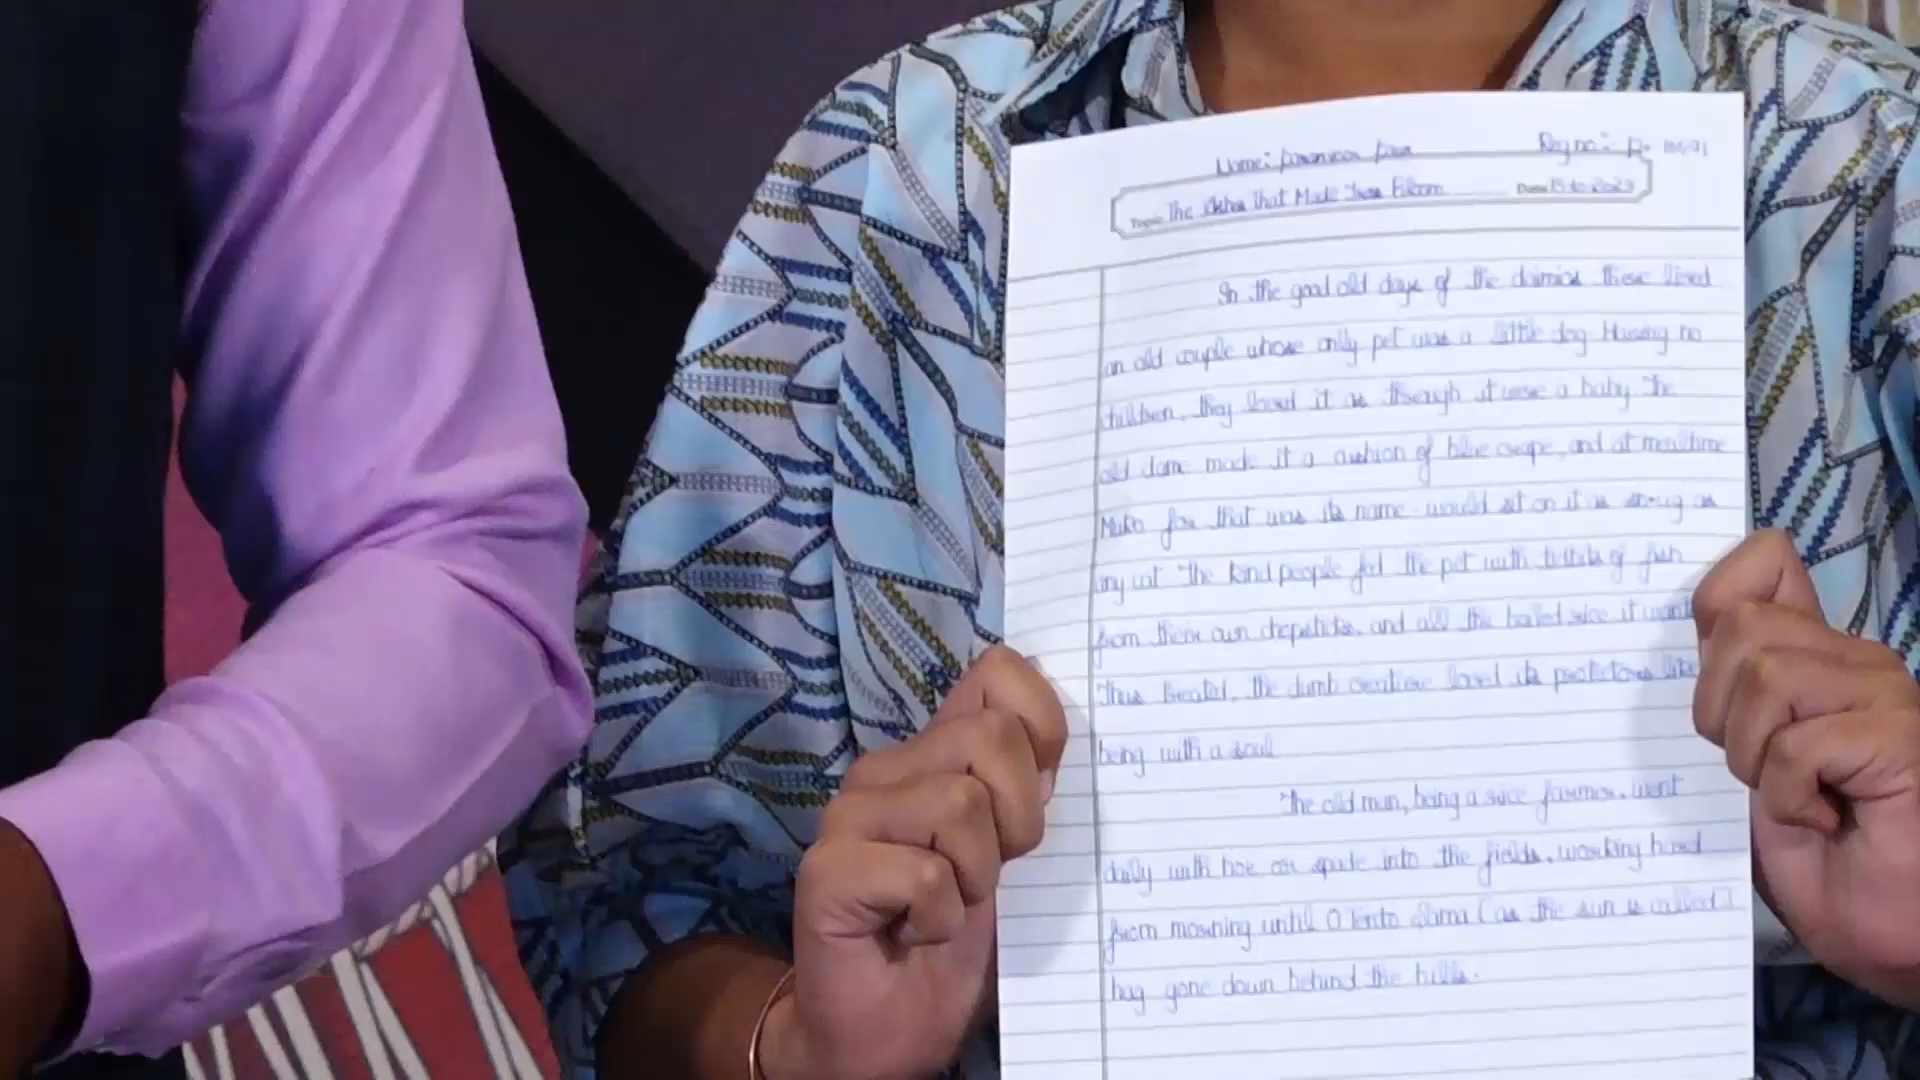 Name:
Reg no:
Topic: The Ashes That Made Trees Bloom Date: 15.10.2023
In the good old days of the daimios there lived
an old couple whose only pet was a little dog Having no
children, they loved it as though it were a baby The
old dame made it a cushion of blue crape, and at mealtime
Muko for that was its name would sit on it as snug as
any cat The kind people fed the pet with tidbits of fish
from their own chopsticks, and all the boiled rice it wanted
Thus treated, the dumb creature loved its protectors like
being with a soul
The old man, being a rice farmer, went
daily with hoe or spade into the fields, working hard
from morning until O Tento Sama (as the sun is called)
hag gone down behind the hills.